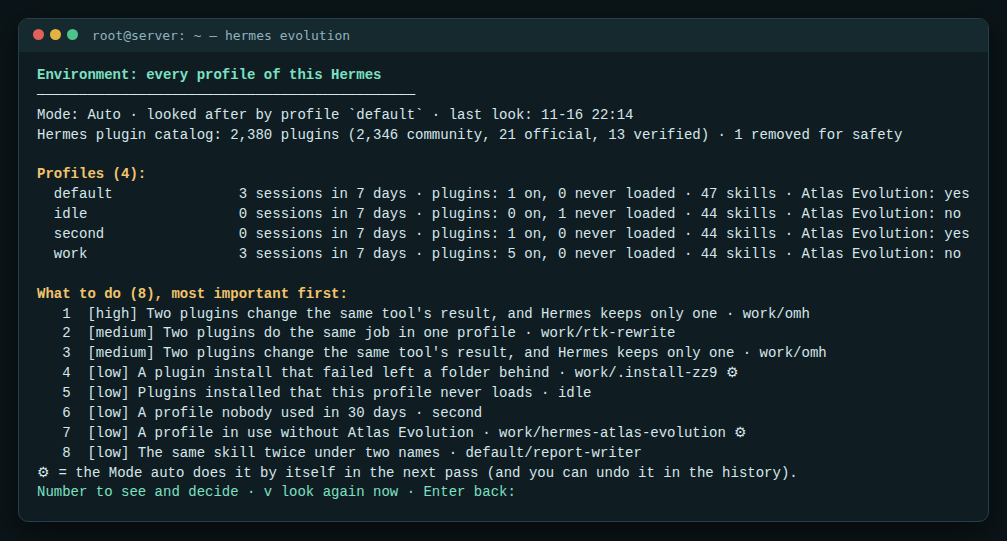 root@server: ~ — hermes evolution
Environment: every profile of this Hermes
─────────────────────────────────────────────
Mode: Auto · looked after by profile `default` · last look: 11-16 22:14
Hermes plugin catalog: 2,380 plugins (2,346 community, 21 official, 13 verified) · 1 removed for safety
Profiles (4):
default 3 sessions in 7 days · plugins: 1 on, 0 never loaded · 47 skills · Atlas Evolution: yes
idle 0 sessions in 7 days · plugins: 0 on, 1 never loaded · 44 skills · Atlas Evolution: no
second 0 sessions in 7 days · plugins: 1 on, 0 never loaded · 44 skills · Atlas Evolution: yes
work 3 sessions in 7 days · plugins: 5 on, 0 never loaded · 44 skills · Atlas Evolution: no
What to do (8), most important first:
1 [high] Two plugins change the same tool's result, and Hermes keeps only one · work/omh
2 [medium] Two plugins do the same job in one profile · work/rtk-rewrite
3 [medium] Two plugins change the same tool's result, and Hermes keeps only one · work/omh
4 [low] A plugin install that failed left a folder behind · work/.install-zz9 ⚙
5 [low] Plugins installed that this profile never loads · idle
6 [low] A profile nobody used in 30 days · second
7 [low] A profile in use without Atlas Evolution · work/hermes-atlas-evolution ⚙
8 [low] The same skill twice under two names · default/report-writer
⚙ = the Mode auto does it by itself in the next pass (and you can undo it in the history).
Number to see and decide · v look again now · Enter back: